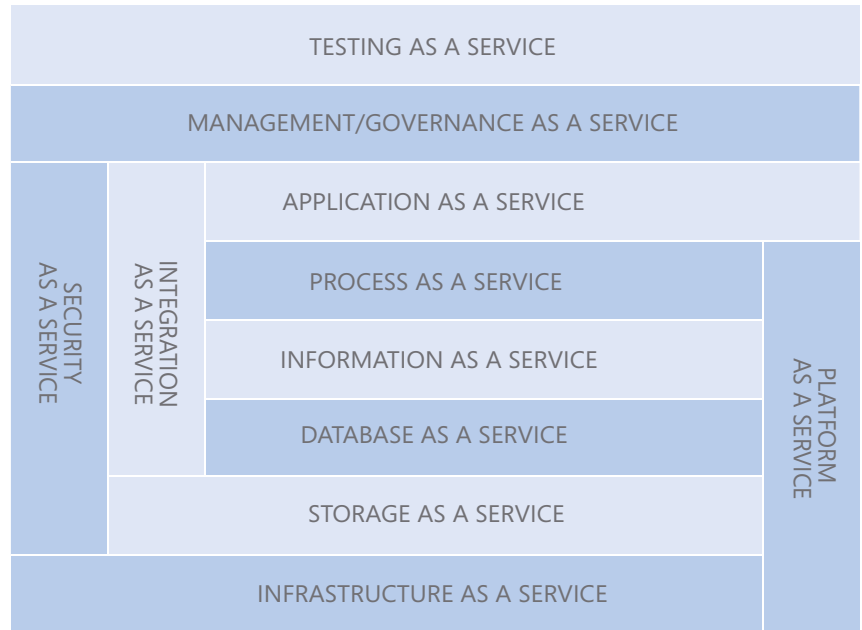 TESTING AS A SERVICE
MANAGEMENT/GOVERNANCE AS A SERVICE
SECURITY
AS A SERVICE
INTEGRATION
AS A SERVICE
APPLICATION AS A SERVICE
PROCESS AS A SERVICE
INFORMATION AS A SERVICE
DATABASE AS A SERVICE
PLATFORM
AS A SERVICE
STORAGE AS A SERVICE
INFRASTRUCTURE AS A SERVICE